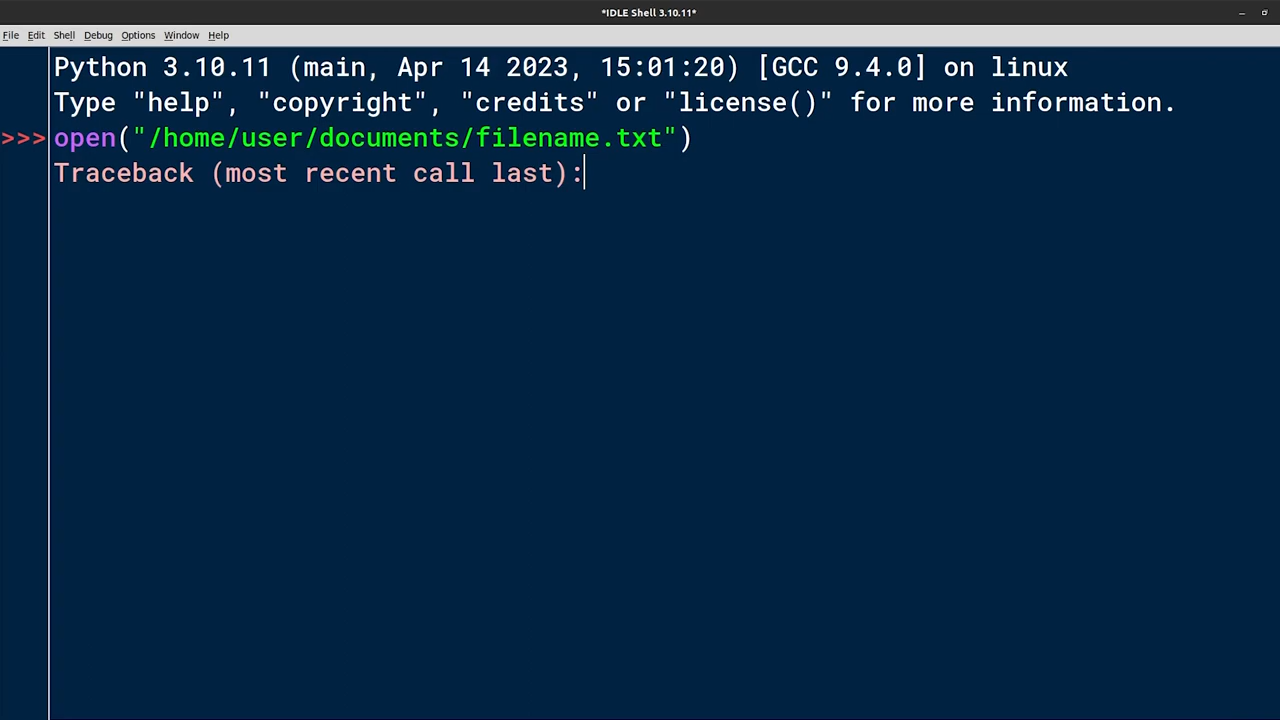 *IDLE Shell 3.10.11*
File Edit Shell Debug Options Window Help
Python 3.10.11 (main, Apr 14 2023, 15:01:20) [GCC 9.4.0] on linux
Type "help", "copyright", "credits" or "license()" for more information.
>>> open("/home/user/documents/filename.txt")
Traceback (most recent call last):